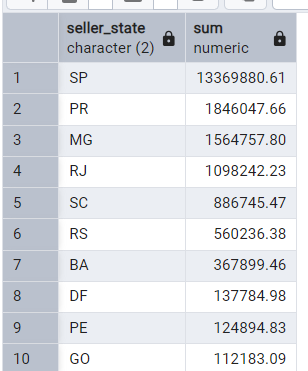 seller_state sum
character (2) numeric
1 SP 13369880.61
2 PR 1846047.66
3 MG 1564757.80
4 RJ 1098242.23
5 SC 886745.47
6 RS 560236.38
7 BA 367899.46
8 DF 137784.98
9 PE 124894.83
10 GO 112183.09